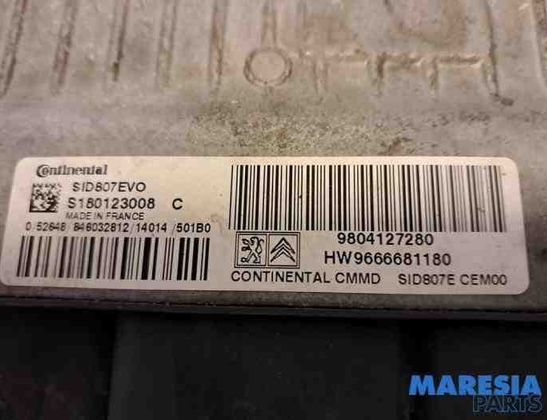 Continental
SID807EVO
S180123008 C
MADE IN FRANCE
0 52648 846032812 / 14014 / 501B0
9804127280
HW9666681180
CONTINENTAL CMMD SID807E CEM00
MARESIA
PARTS